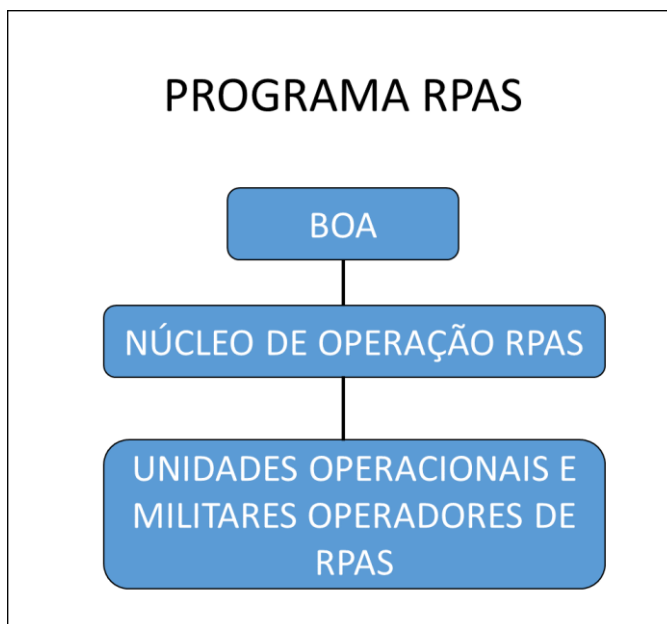 PROGRAMA RPAS
BOA
NÚCLEO DE OPERAÇÃO RPAS
UNIDADES OPERACIONAIS E
MILITARES OPERADORES DE
RPAS